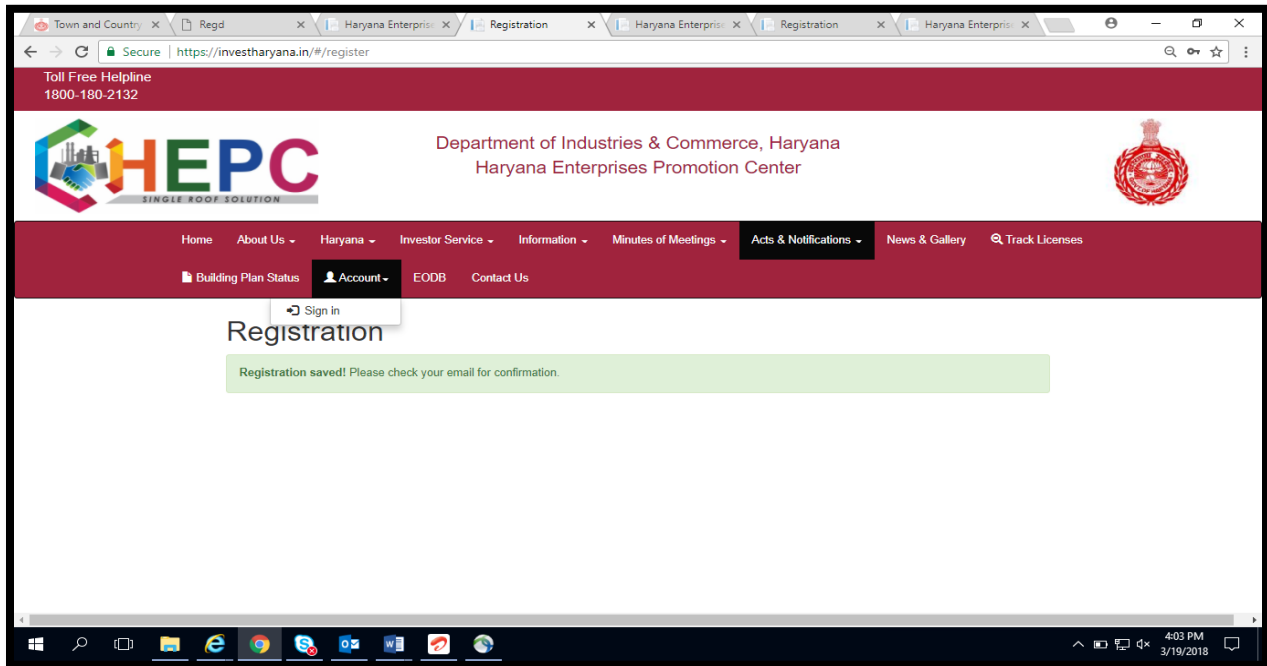 Town and Country
Regd
Haryana Enterpris
Registration
Haryana Enterpris
Registration
Haryana Enterpris
Secure
https://investharyana.in/#/register
Toll Free Helpline
1800-180-2132
HEPC
SINGLE ROOF SOLUTION
Department of Industries & Commerce, Haryana
Haryana Enterprises Promotion Center
Home About Us Haryana Investor Service Information Minutes of Meetings Acts & Notifications News & Gallery Track Licenses
Building Plan Status Account EODB Contact Us
Sign in
Registration
Registration saved! Please check your email for confirmation.
4:03 PM
3/19/2018